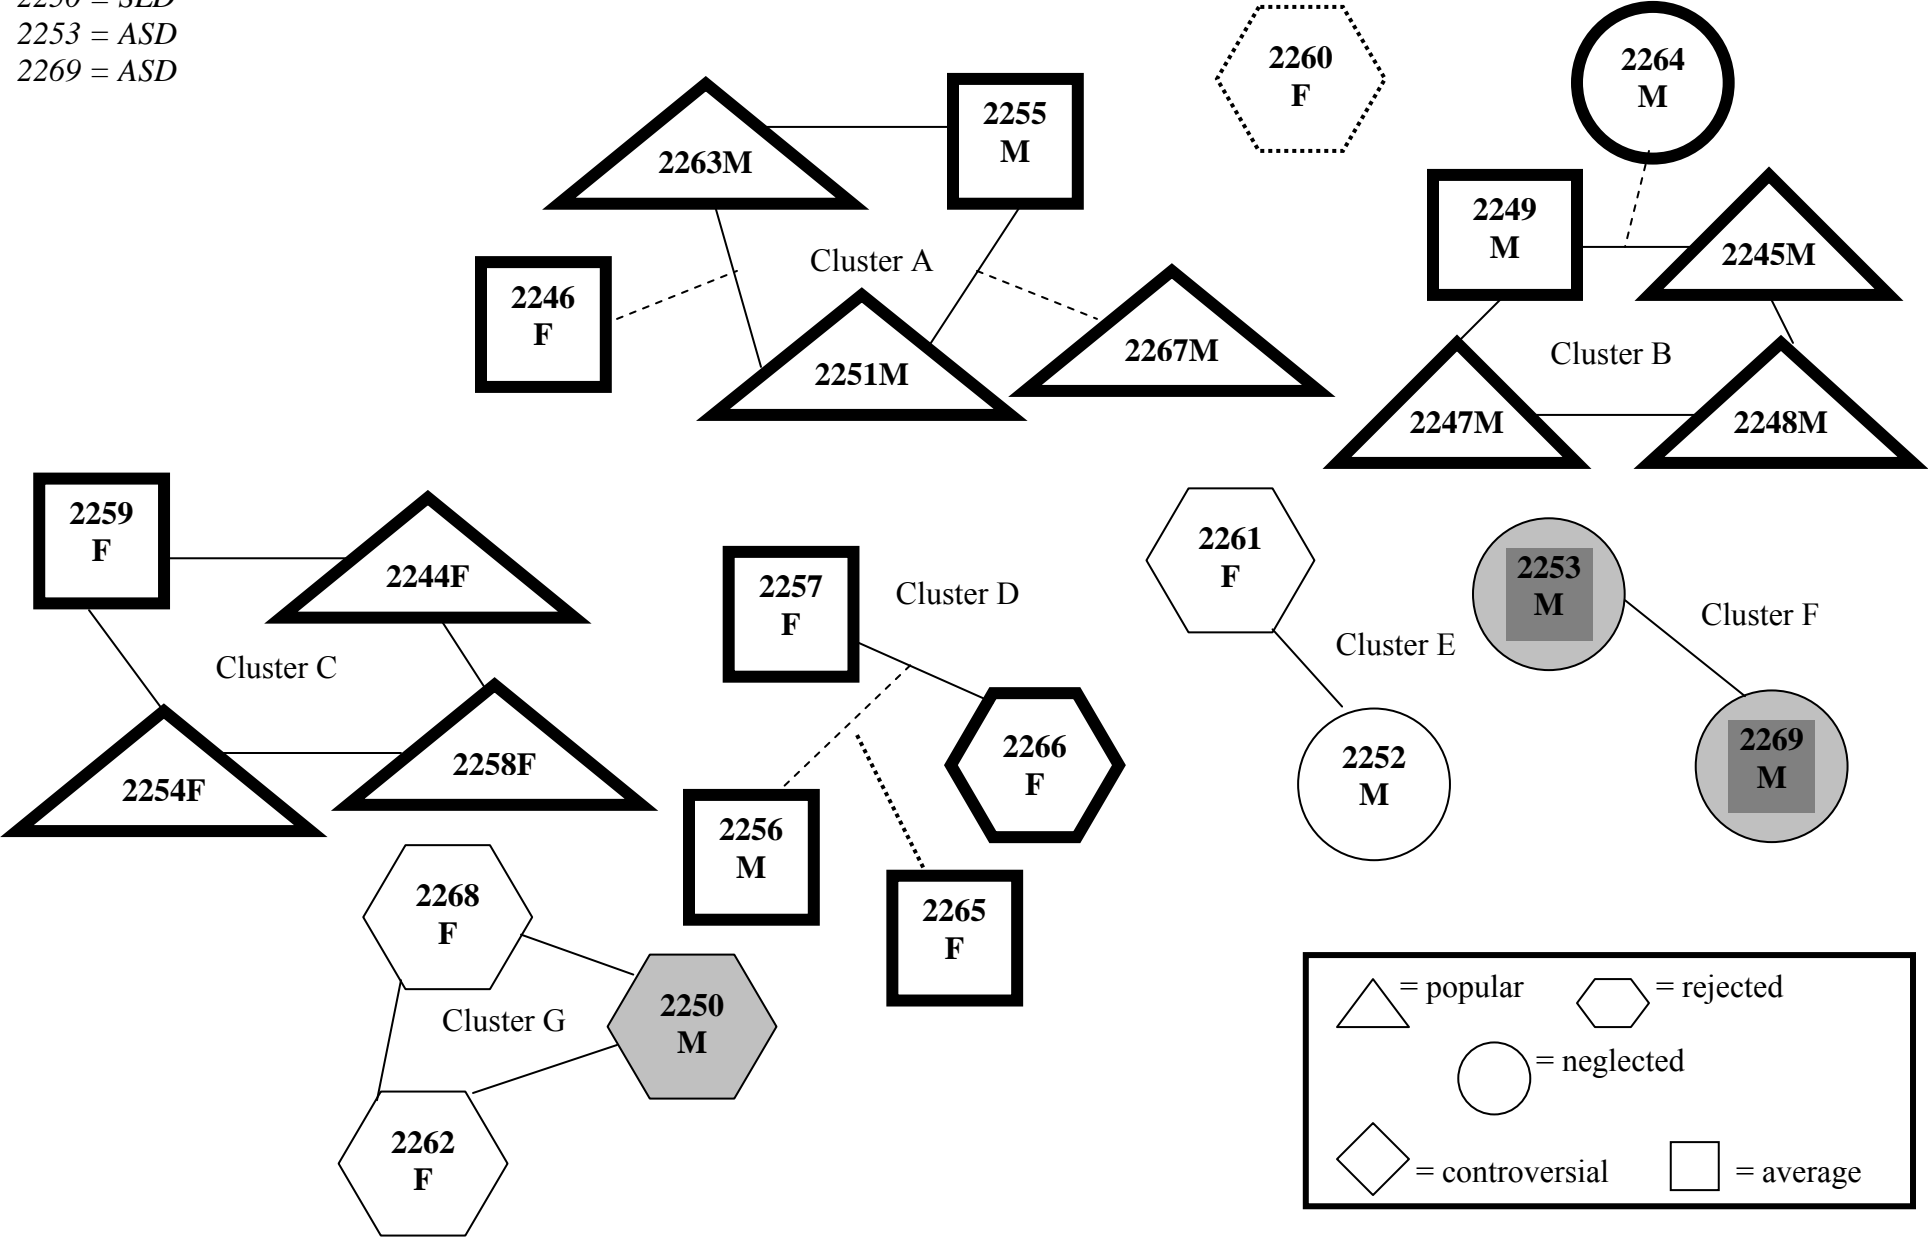 2250 = SLD
2253 = ASD
2269 = ASD
2260
F
2264
M
2263M
2255
M
2249
M
2245M
Cluster A
2246
F
2251M
2267M
Cluster B
2247M
2248M
2259
F
2244F
Cluster C
2254F
2258F
2257
F
Cluster D
2266
F
2256
M
2265
F
2261
F
Cluster E
2252
M
2253
M
Cluster F
2269
M
2268
F
Cluster G
2250
M
2262
F
= popular
= rejected
= neglected
= controversial
= average